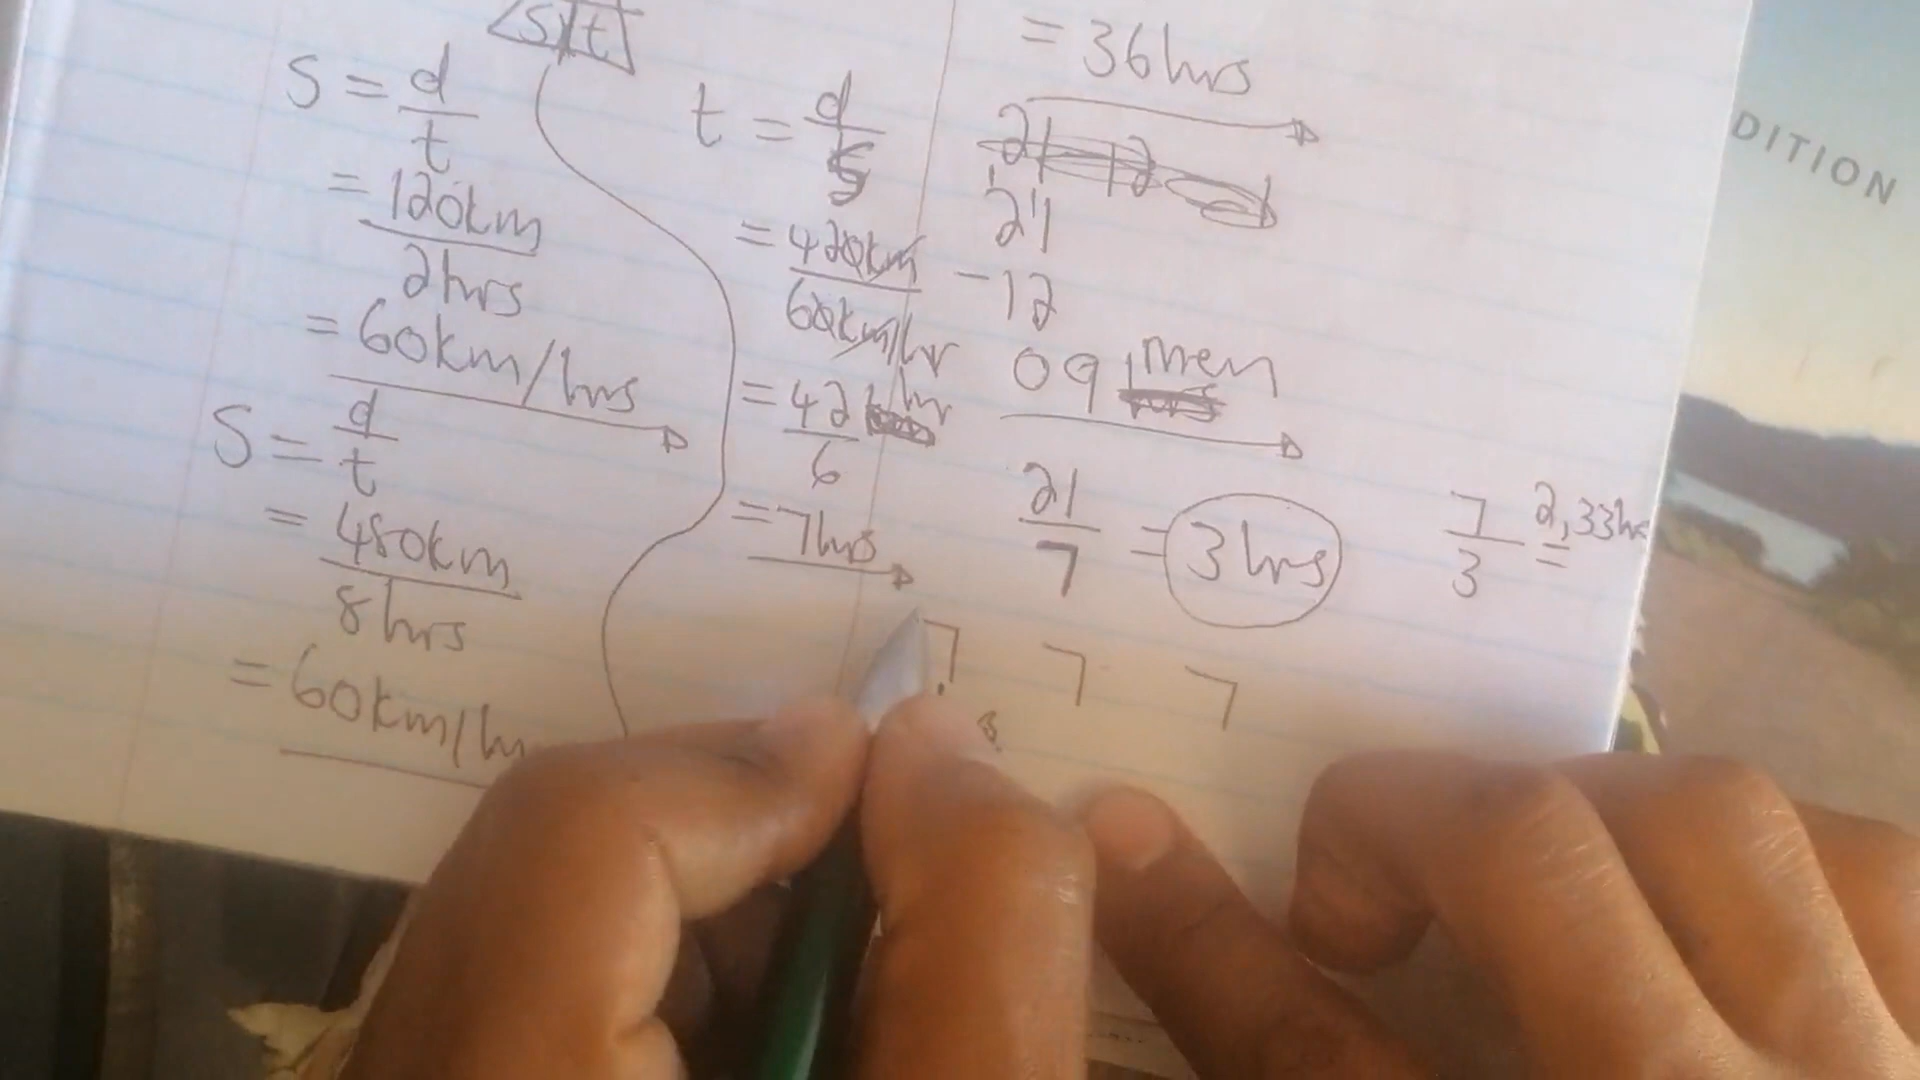 S|t
S = d
t
= 120km
2hrs
= 60km/hrs
S = d
t
= 480km
8hrs
= 60km/hr
t = d
s
= 420km
60km/hr
= 42 hr
6
= 7hrs
= 36hrs
21
- 12
09 men
21
7 = 3hrs
7
3 = 2,33hrs
7 7 7
DITION